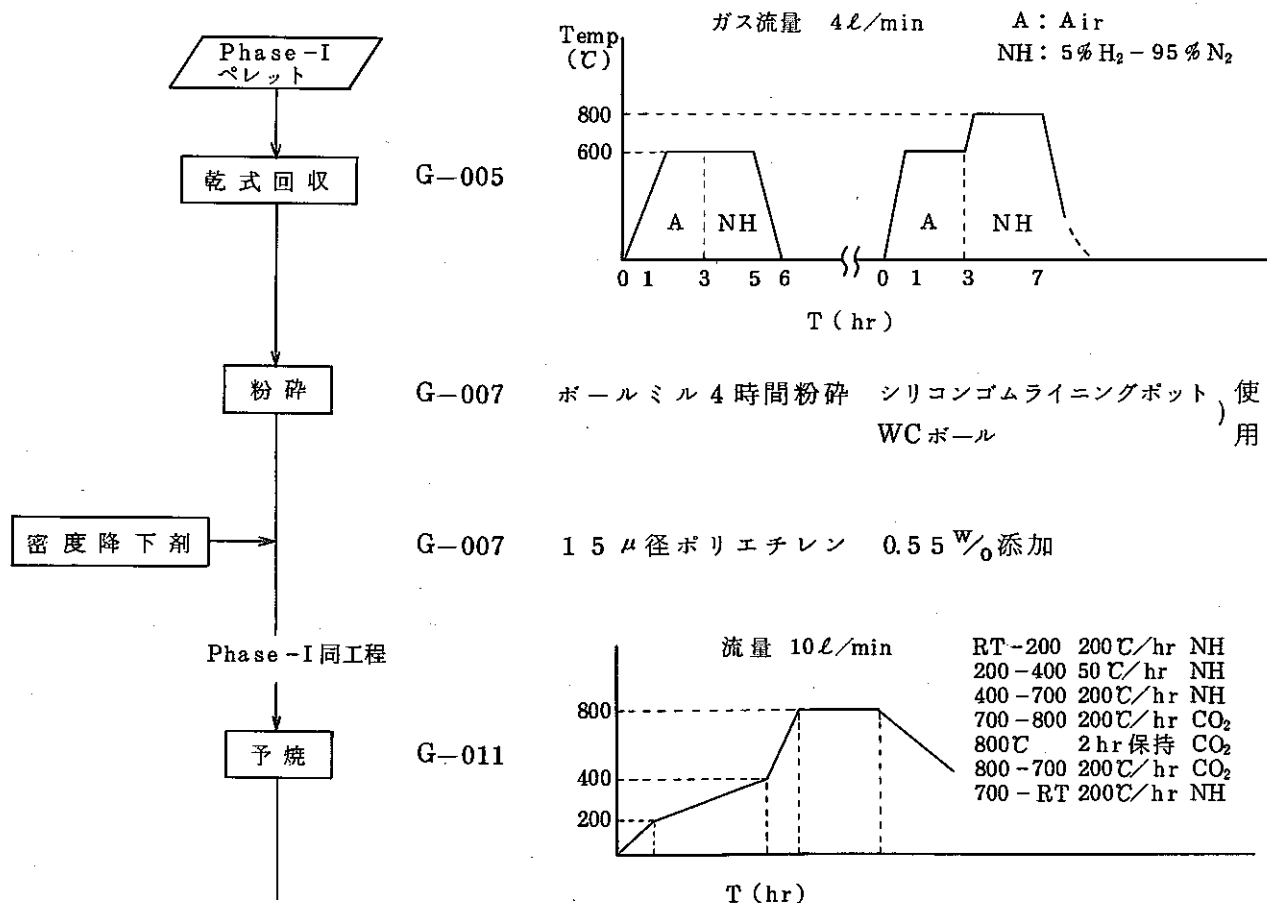 Phase-I
ペレット
乾式回収
G-005
ガス流量 4ℓ/min
A: Air
NH: 5%H₂-95%N₂
Temp
(℃)
800
600
A
NH
A
NH
0 1 3 5 6 0 1 3 7
T (hr)
粉砕
G-007
ボールミル4時間粉砕 シリコンゴムライニングポット
WCボール
) 使
用
密度降下剤
G-007
15μ径ポリエチレン 0.55 w/o添加
Phase-I同工程
予焼
G-011
流量 10ℓ/min
800
400
200
T (hr)
RT-200 200℃/hr NH
200-400 50℃/hr NH
400-700 200℃/hr NH
700-800 200℃/hr CO₂
800℃ 2hr保持 CO₂
800-700 200℃/hr CO₂
700-RT 200℃/hr NH